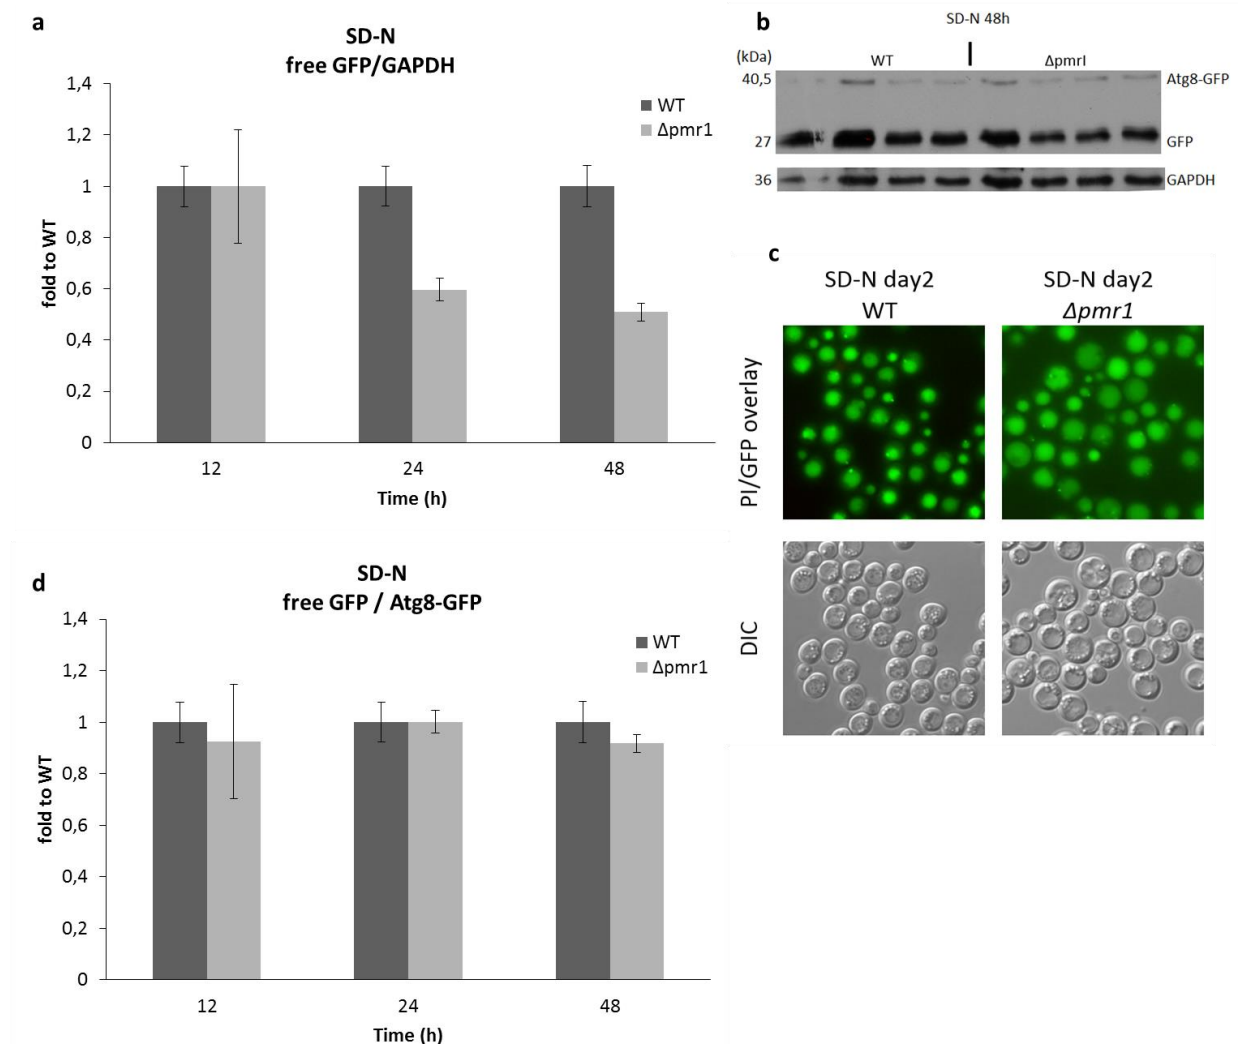 a
SD-N
free GFP/GAPDH
1,4
1,2
1
0,8
0,6
0,4
0,2
0
fold to WT
WT
Δpmr1
12
24
48
Time (h)
b
SD-N 48h
(kDa)
WT
ΔpmrI
40,5
Atg8-GFP
27
GFP
36
GAPDH
c
SD-N day2
WT
SD-N day2
Δpmr1
PI/GFP overlay
DIC
d
SD-N
free GFP / Atg8-GFP
1,4
1,2
1
0,8
0,6
0,4
0,2
0
fold to WT
WT
Δpmr1
12
24
48
Time (h)